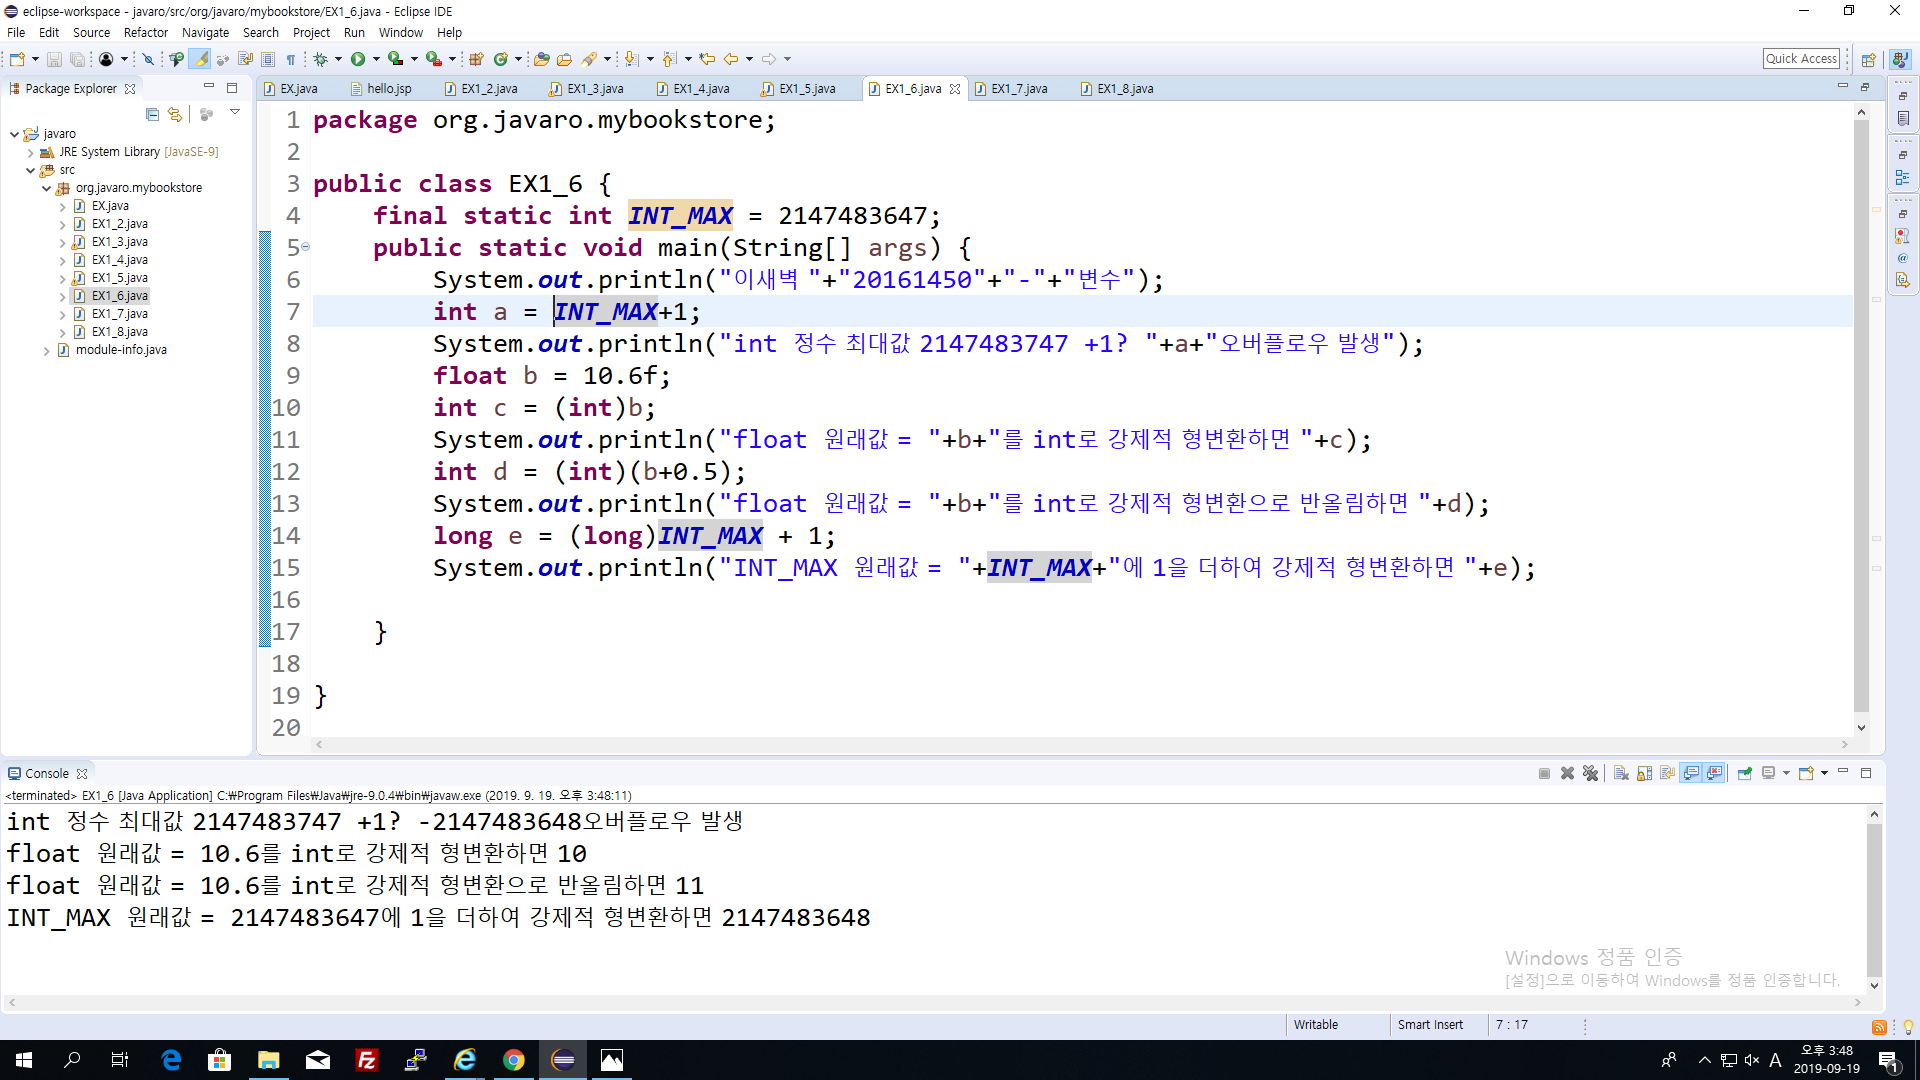 eclipse-workspace - javaro/src/org/javaro/mybookstore/EX1_6.java - Eclipse IDE
File Edit Source Refactor Navigate Search Project Run Window Help
Quick Access
Package Explorer
javaro
JRE System Library [JavaSE-9]
src
org.javaro.mybookstore
EX.java
EX1_2.java
EX1_3.java
EX1_4.java
EX1_5.java
EX1_6.java
EX1_7.java
EX1_8.java
module-info.java
EX.java hello.jsp EX1_2.java EX1_3.java EX1_4.java EX1_5.java EX1_6.java EX1_7.java EX1_8.java
1 package org.javaro.mybookstore;
2
3 public class EX1_6 {
4 final static int INT_MAX = 2147483647;
5 public static void main(String[] args) {
6 System.out.println("이새벽 "+"20161450"+"-"+"변수");
7 int a = INT_MAX+1;
8 System.out.println("int 정수 최대값 2147483747 +1? "+a+"오버플로우 발생");
9 float b = 10.6f;
10 int c = (int)b;
11 System.out.println("float 원래값 = "+b+"를 int로 강제적 형변환하면 "+c);
12 int d = (int)(b+0.5);
13 System.out.println("float 원래값 = "+b+"를 int로 강제적 형변환으로 반올림하면 "+d);
14 long e = (long)INT_MAX + 1;
15 System.out.println("INT_MAX 원래값 = "+INT_MAX+"에 1을 더하여 강제적 형변환하면 "+e);
16
17 }
18
19 }
20
Console
<terminated> EX1_6 [Java Application] C:₩Program Files₩Java₩jre-9.0.4₩bin₩javaw.exe (2019. 9. 19. 오후 3:48:11)
int 정수 최대값 2147483747 +1? -2147483648오버플로우 발생
float 원래값 = 10.6를 int로 강제적 형변환하면 10
float 원래값 = 10.6를 int로 강제적 형변환으로 반올림하면 11
INT_MAX 원래값 = 2147483647에 1을 더하여 강제적 형변환하면 2147483648
Windows 정품 인증
[설정]으로 이동하여 Windows를 정품 인증합니다.
Writable Smart Insert 7 : 17
A 오후 3:48
2019-09-19
1